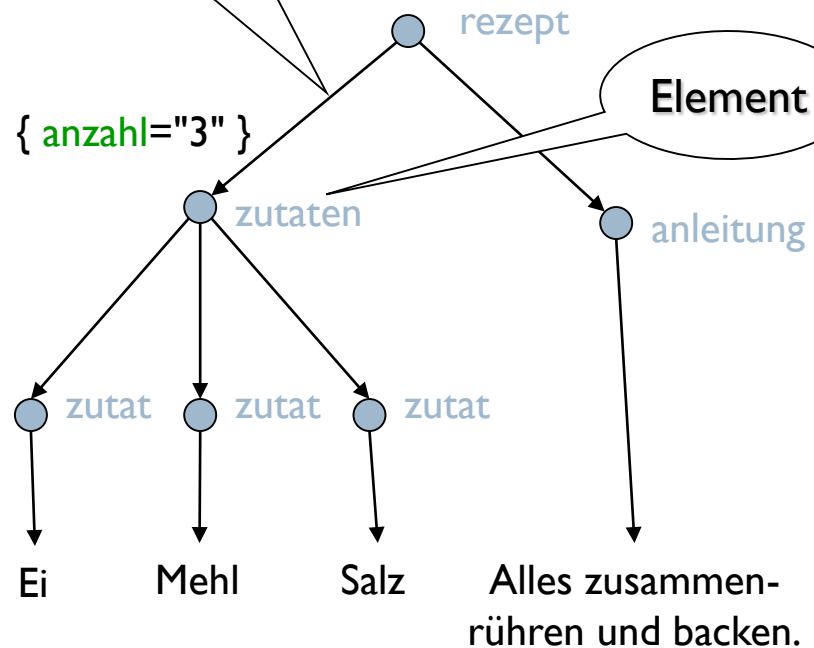 rezept
Element
{ anzahl="3" }
zutaten
anleitung
zutat zutat zutat
Ei Mehl Salz Alles zusammen-
rühren und backen.